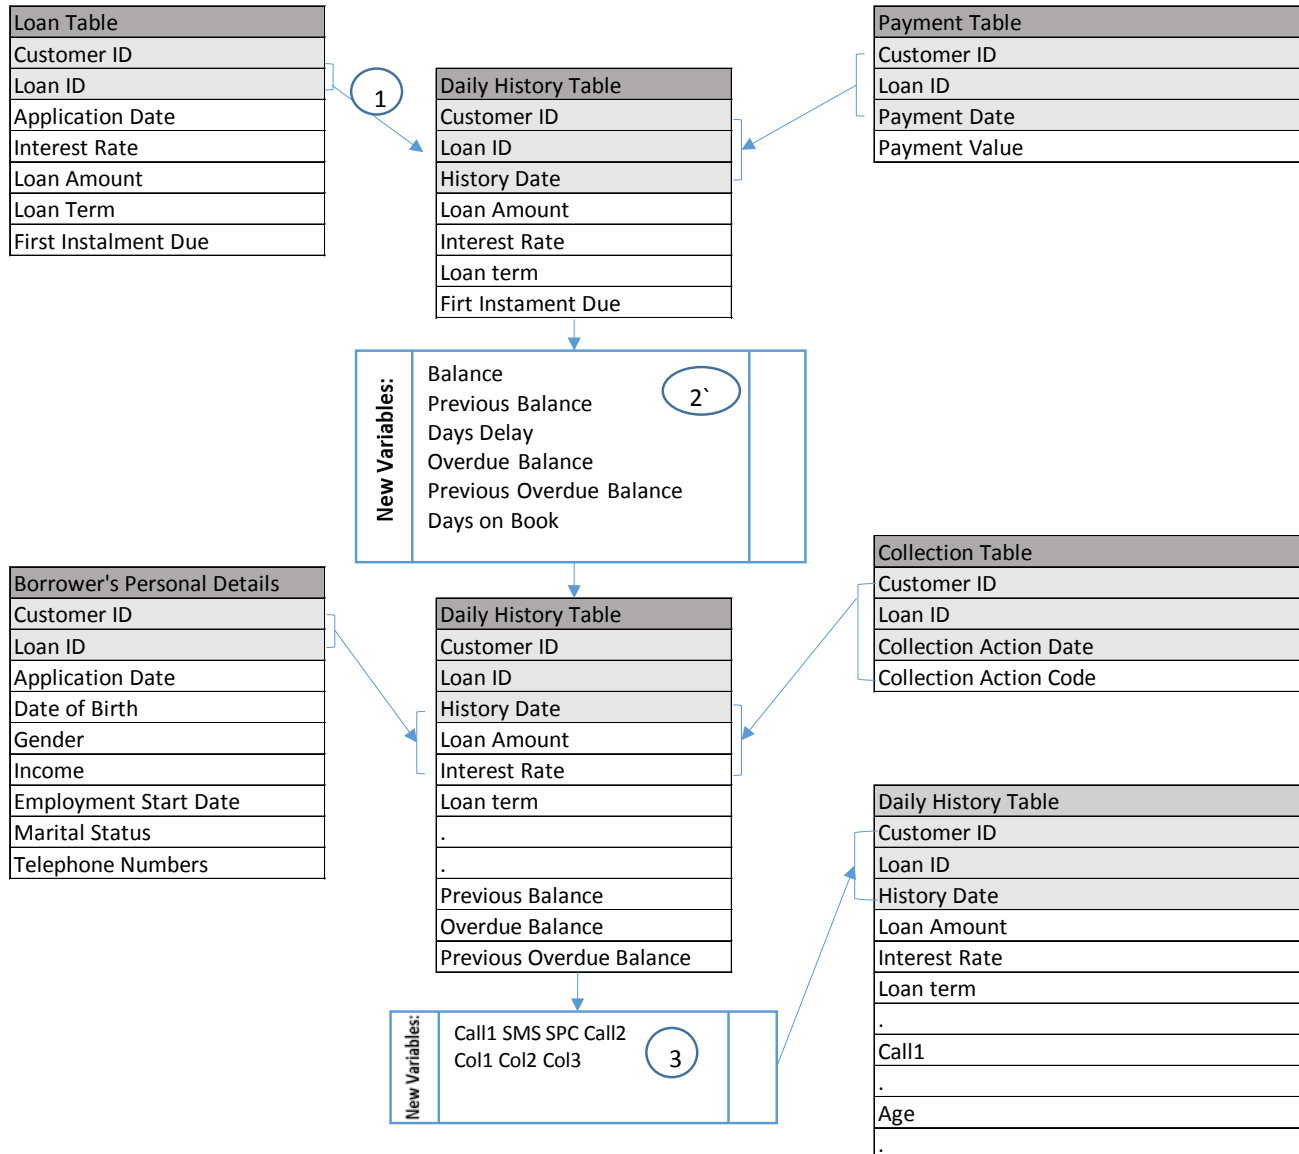 Loan Table
Customer ID
Loan ID
Application Date
Interest Rate
Loan Amount
Loan Term
First Instalment Due
1
Daily History Table
Customer ID
Loan ID
History Date
Loan Amount
Interest Rate
Loan term
Firt Instament Due
Payment Table
Customer ID
Loan ID
Payment Date
Payment Value
New Variables:
Balance
Previous Balance
Days Delay
Overdue Balance
Previous Overdue Balance
Days on Book
2`
Borrower's Personal Details
Customer ID
Loan ID
Application Date
Date of Birth
Gender
Income
Employment Start Date
Marital Status
Telephone Numbers
Daily History Table
Customer ID
Loan ID
History Date
Loan Amount
Interest Rate
Loan term
.
.
Previous Balance
Overdue Balance
Previous Overdue Balance
Collection Table
Customer ID
Loan ID
Collection Action Date
Collection Action Code
New Variables:
Call1 SMS SPC Call2
Col1 Col2 Col3
3
Daily History Table
Customer ID
Loan ID
History Date
Loan Amount
Interest Rate
Loan term
.
Call1
.
Age
.